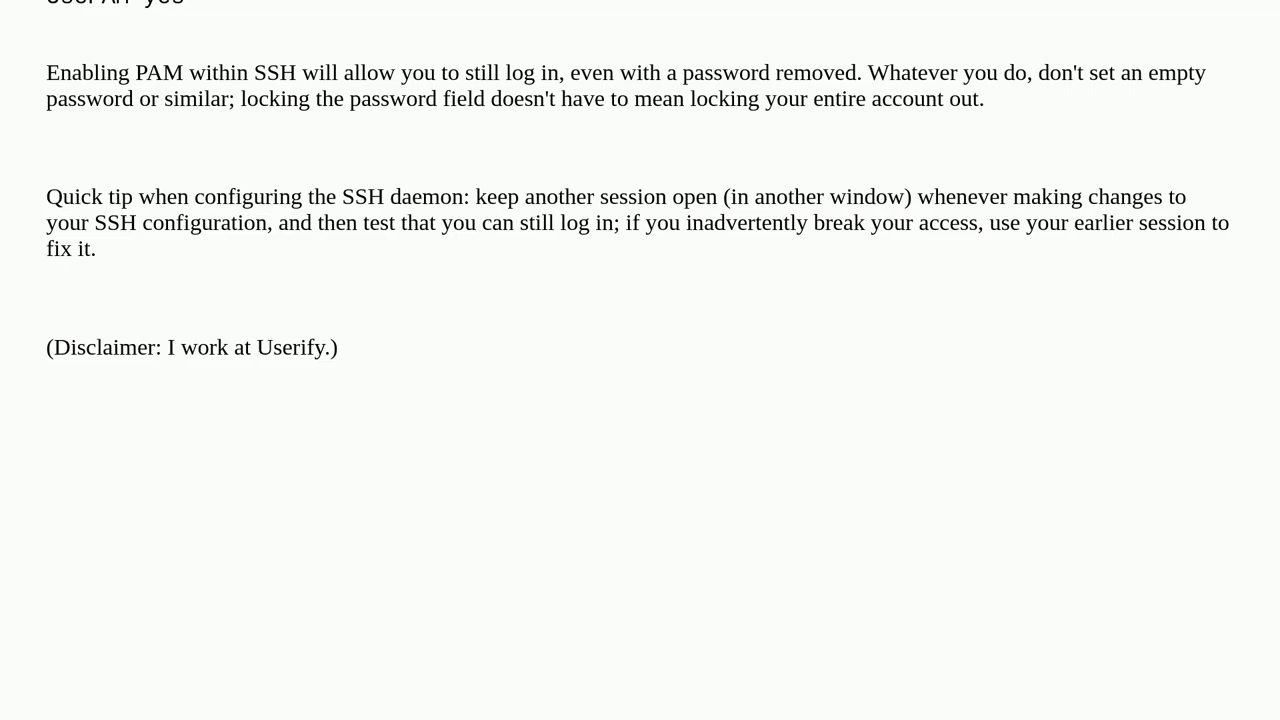 UsePAM yes
Enabling PAM within SSH will allow you to still log in, even with a password removed. Whatever you do, don't set an empty
password or similar; locking the password field doesn't have to mean locking your entire account out.
Quick tip when configuring the SSH daemon: keep another session open (in another window) whenever making changes to
your SSH configuration, and then test that you can still log in; if you inadvertently break your access, use your earlier session to
fix it.
(Disclaimer: I work at Userify.)